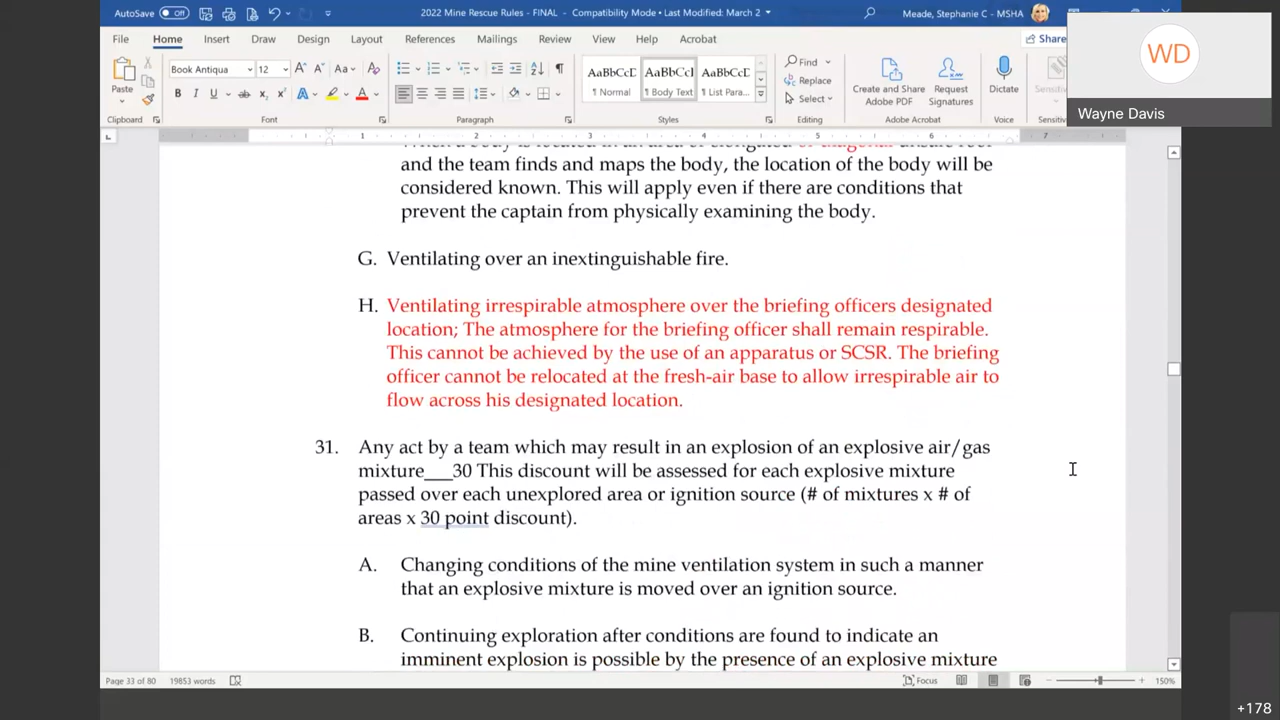 AutoSave Off 2022 Mine Rescue Rules - FINAL - Compatibility Mode • Last Modified: March 2 Meade, Stephanie C - MSHA
File Home Insert Draw Design Layout References Mailings Review View Help Acrobat Share
WD
Wayne Davis
Book Antiqua 12
Paste
AaBbCcD AaBbCcI AaBbCcD
¶ Normal ¶ Body Text ¶ List Para...
Find
Replace
Select
Create and Share Adobe PDF
Request Signatures
Dictate
Clipboard Font Paragraph Styles Editing Adobe Acrobat Voice
1 2 3 4 5 6 7
and the team finds and maps the body, the location of the body will be
considered known. This will apply even if there are conditions that
prevent the captain from physically examining the body.
G. Ventilating over an inextinguishable fire.
H. Ventilating irrespirable atmosphere over the briefing officers designated
location; The atmosphere for the briefing officer shall remain respirable.
This cannot be achieved by the use of an apparatus or SCSR. The briefing
officer cannot be relocated at the fresh-air base to allow irrespirable air to
flow across his designated location.
31. Any act by a team which may result in an explosion of an explosive air/gas
mixture___30 This discount will be assessed for each explosive mixture
passed over each unexplored area or ignition source (# of mixtures x # of
areas x 30 point discount).
A. Changing conditions of the mine ventilation system in such a manner
that an explosive mixture is moved over an ignition source.
B. Continuing exploration after conditions are found to indicate an
imminent explosion is possible by the presence of an explosive mixture
Page 33 of 80 19853 words Focus 150%
+178